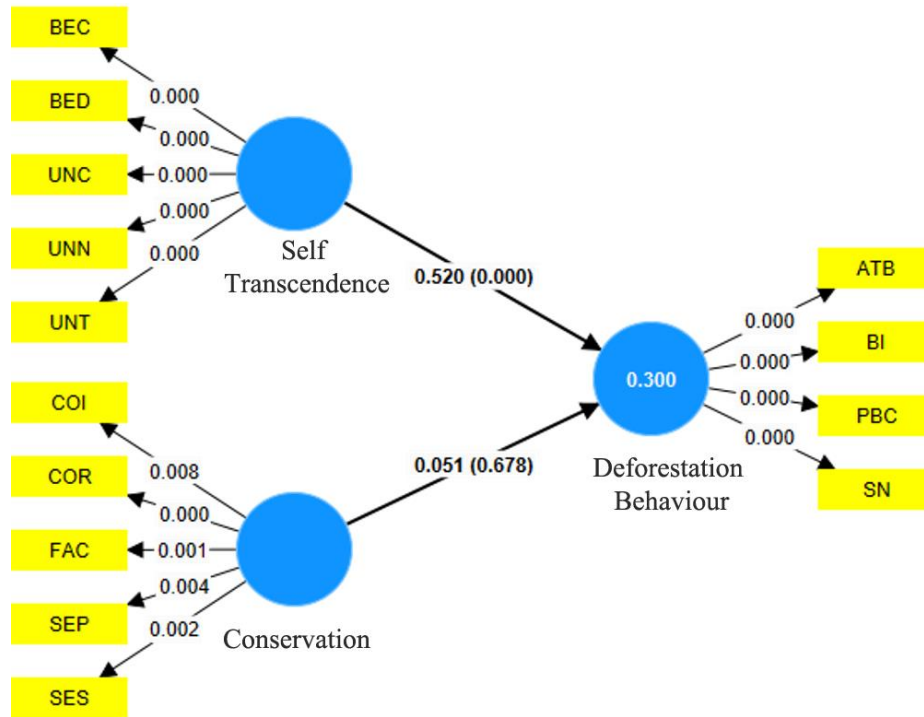 BEC
0.000
BED
0.000
UNC
0.000
UNN
0.000
UNT
0.000
Self
Transcendence
0.520 (0.000)
COI
0.008
COR
0.000
FAC
0.001
SEP
0.004
SES
0.002
Conservation
0.051 (0.678)
0.300
Deforestation
Behaviour
ATB
0.000
BI
0.000
PBC
0.000
SN
0.000